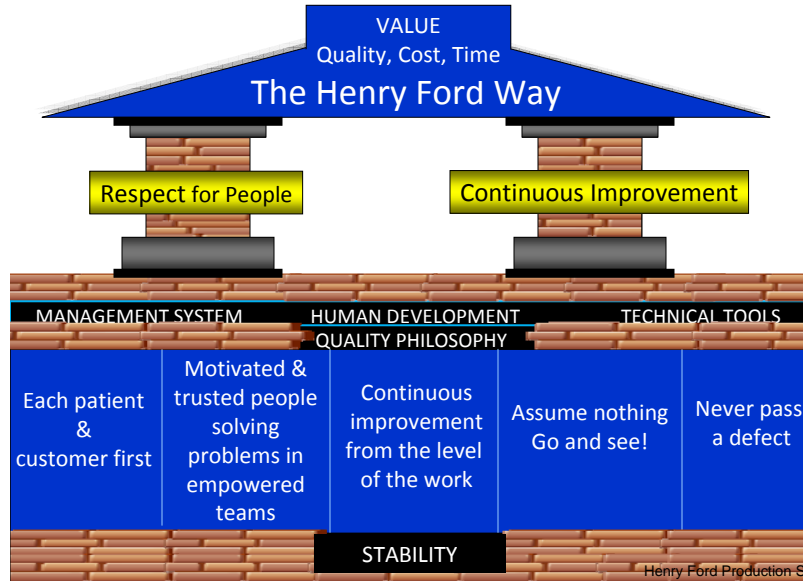 VALUE
Quality, Cost, Time
The Henry Ford Way
Respect for People
Continuous Improvement
MANAGEMENT SYSTEM
HUMAN DEVELOPMENT
TECHNICAL TOOLS
QUALITY PHILOSOPHY
Each patient
&
customer first
Motivated &
trusted people
solving
problems in
empowered
teams
Continuous
improvement
from the level
of the work
Assume nothing
Go and see!
Never pass
a defect
STABILITY
Henry Ford Production S